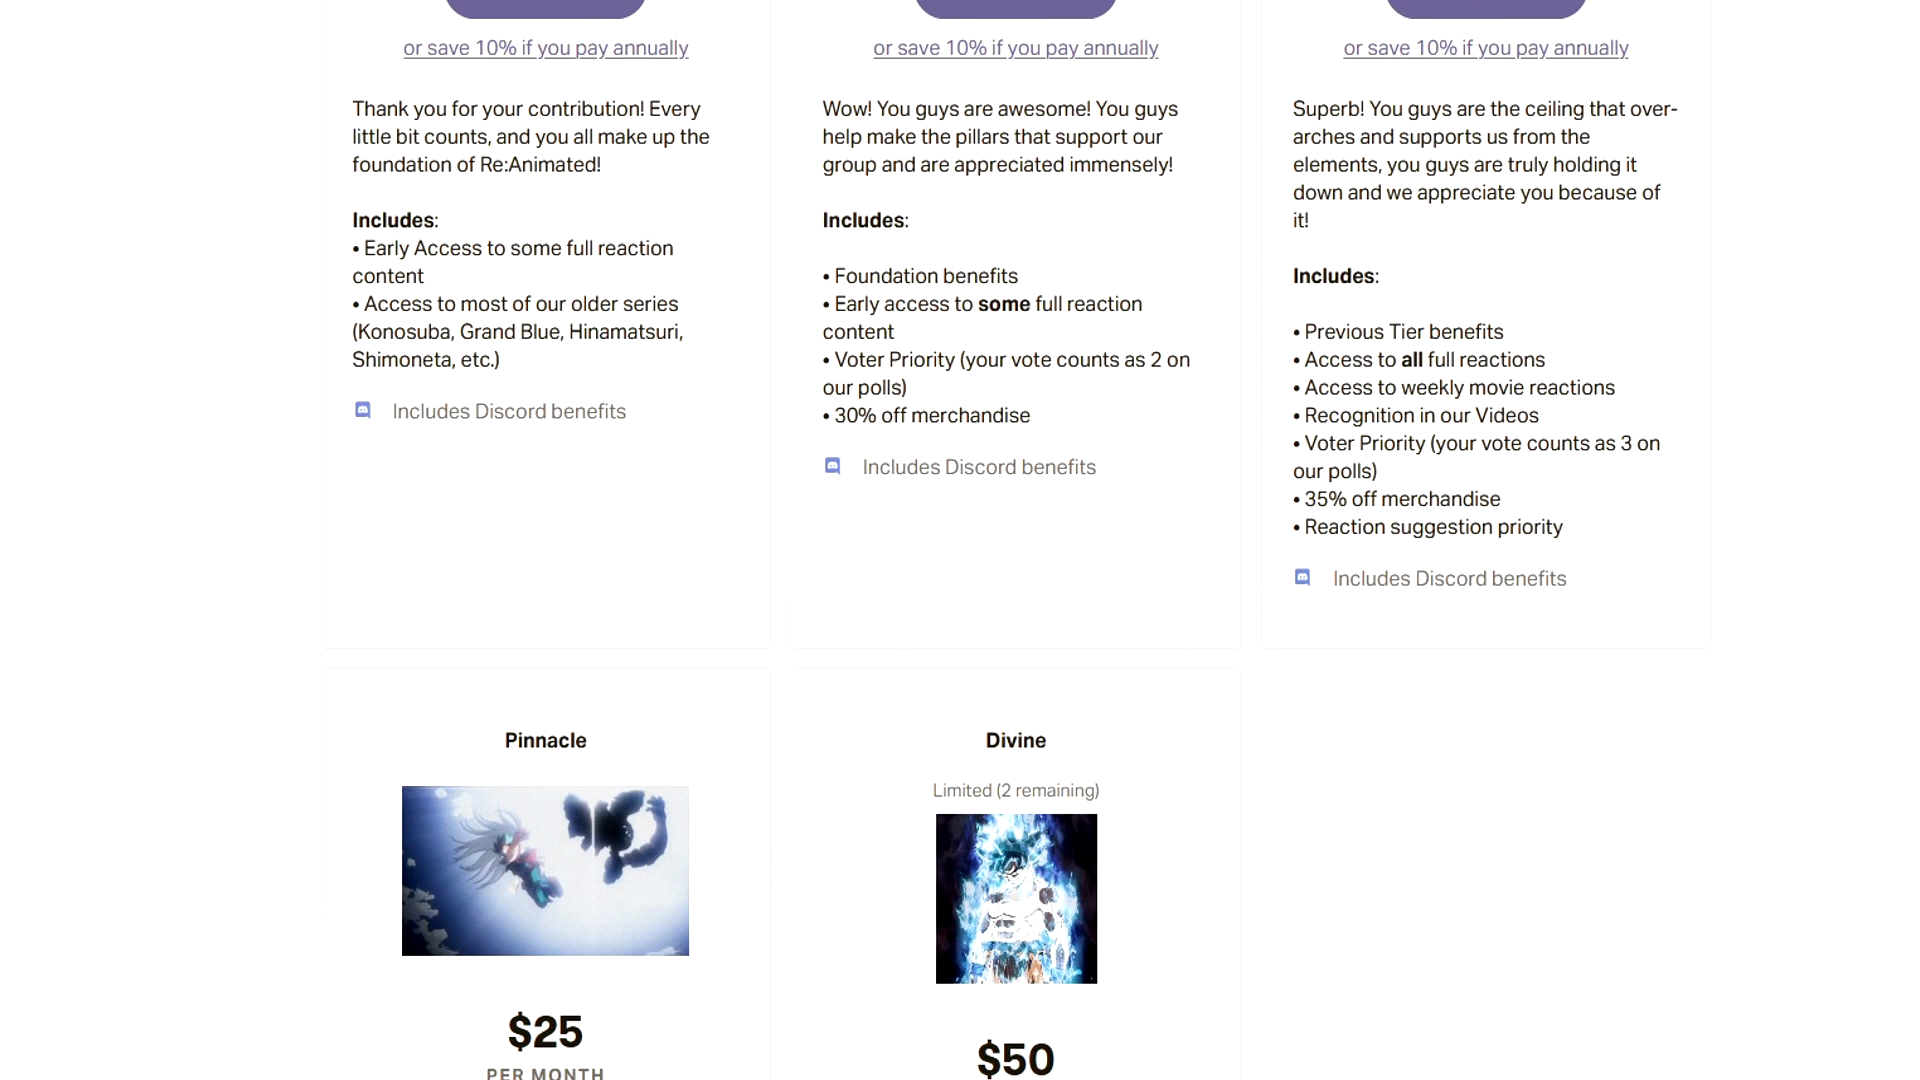 or save 10% if you pay annually
Thank you for your contribution! Every
little bit counts, and you all make up the
foundation of Re:Animated!
Includes:
• Early Access to some full reaction
content
• Access to most of our older series
(Konosuba, Grand Blue, Hinamatsuri,
Shimoneta, etc.)
Includes Discord benefits
or save 10% if you pay annually
Wow! You guys are awesome! You guys
help make the pillars that support our
group and are appreciated immensely!
Includes:
• Foundation benefits
• Early access to some full reaction
content
• Voter Priority (your vote counts as 2 on
our polls)
• 30% off merchandise
Includes Discord benefits
or save 10% if you pay annually
Superb! You guys are the ceiling that over-
arches and supports us from the
elements, you guys are truly holding it
down and we appreciate you because of
it!
Includes:
• Previous Tier benefits
• Access to all full reactions
• Access to weekly movie reactions
• Recognition in our Videos
• Voter Priority (your vote counts as 3 on
our polls)
• 35% off merchandise
• Reaction suggestion priority
Includes Discord benefits
Pinnacle
$25
PER MONTH
Divine
Limited (2 remaining)
$50